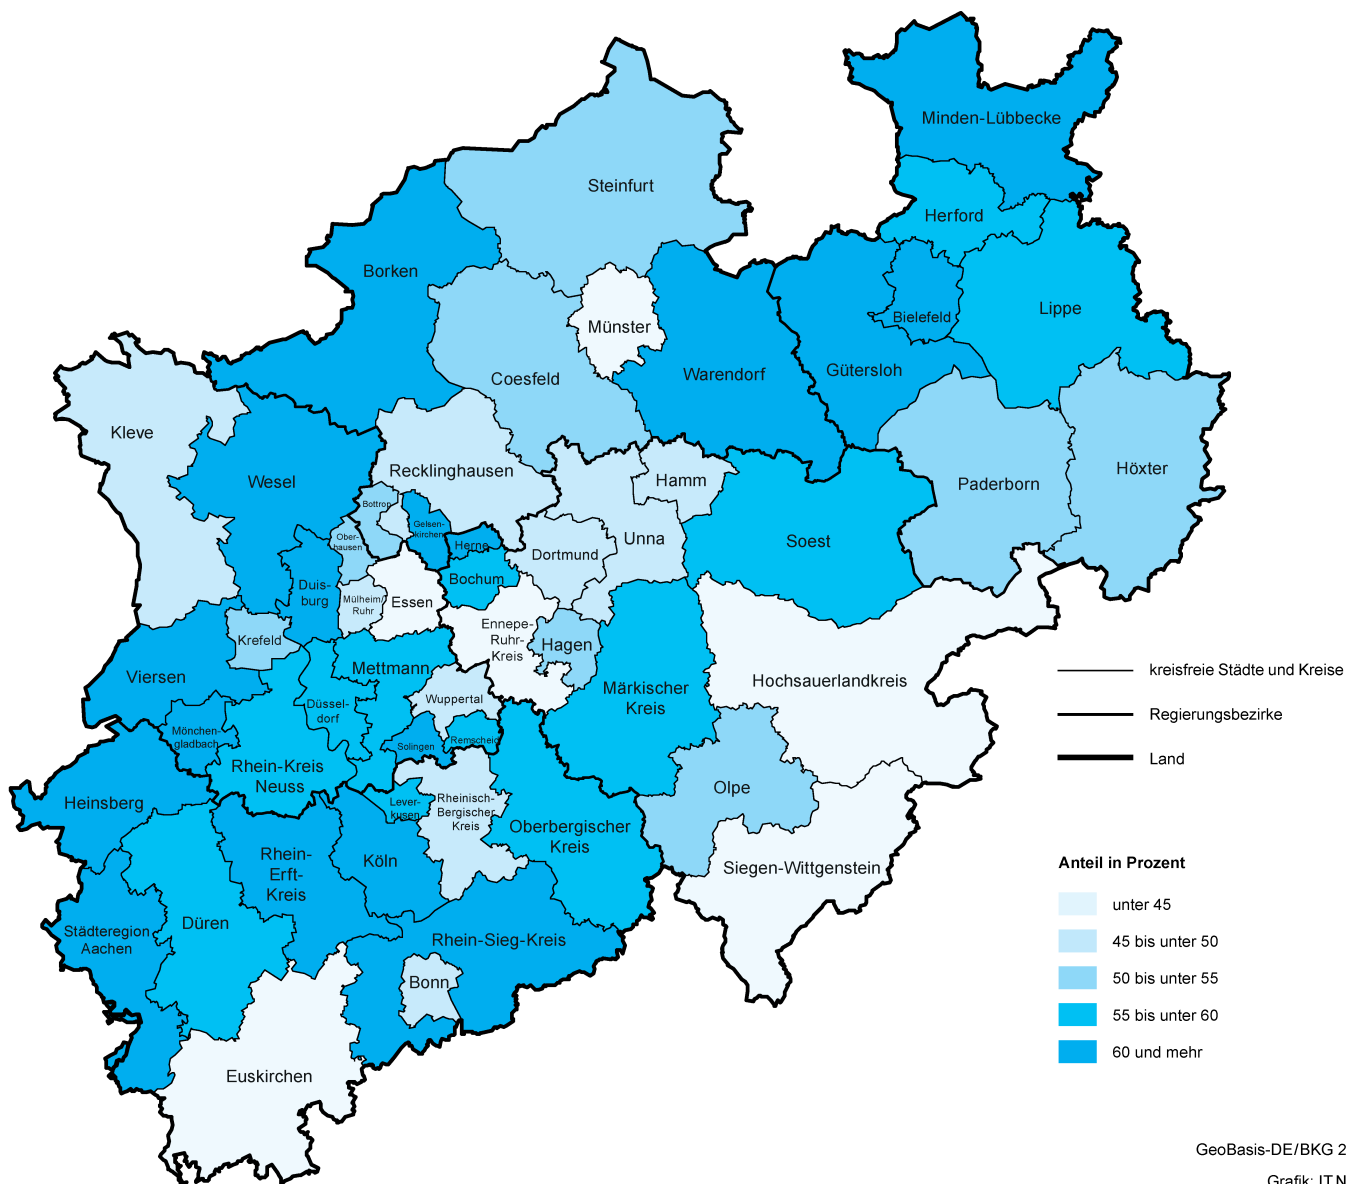 Minden-Lübbecke
Steinfurt
Herford
Borken
Lippe
Bielefeld
Münster
Gütersloh
Warendorf
Coesfeld
Kleve
Recklinghausen
Höxter
Wesel
Hamm
Paderborn
Bottrop
Gelsen-
kirchen
Ober-
hausen
Herne
Unna
Soest
Dortmund
Bochum
Duis-
burg
Mülheim/
Ruhr
Essen
Ennepe-
Ruhr-
Kreis
Krefeld
Hagen
Mettmann
Viersen
Hochsauerlandkreis
Märkischer
Kreis
Wuppertal
Düssel-
dorf
Mönchen-
gladbach
Solingen
Remscheid
Rhein-Kreis
Neuss
Olpe
Heinsberg
Lever-
kusen
Rheinisch-
Bergischer
Kreis
Oberbergischer
Kreis
Rhein-
Erft-
Kreis
Köln
Siegen-Wittgenstein
Düren
Städteregion
Aachen
Rhein-Sieg-Kreis
Bonn
Euskirchen
kreisfreie Städte und Kreise
Regierungsbezirke
Land
Anteil in Prozent
unter 45
45 bis unter 50
50 bis unter 55
55 bis unter 60
60 und mehr
GeoBasis-DE/BKG 2
Grafik: IT.N